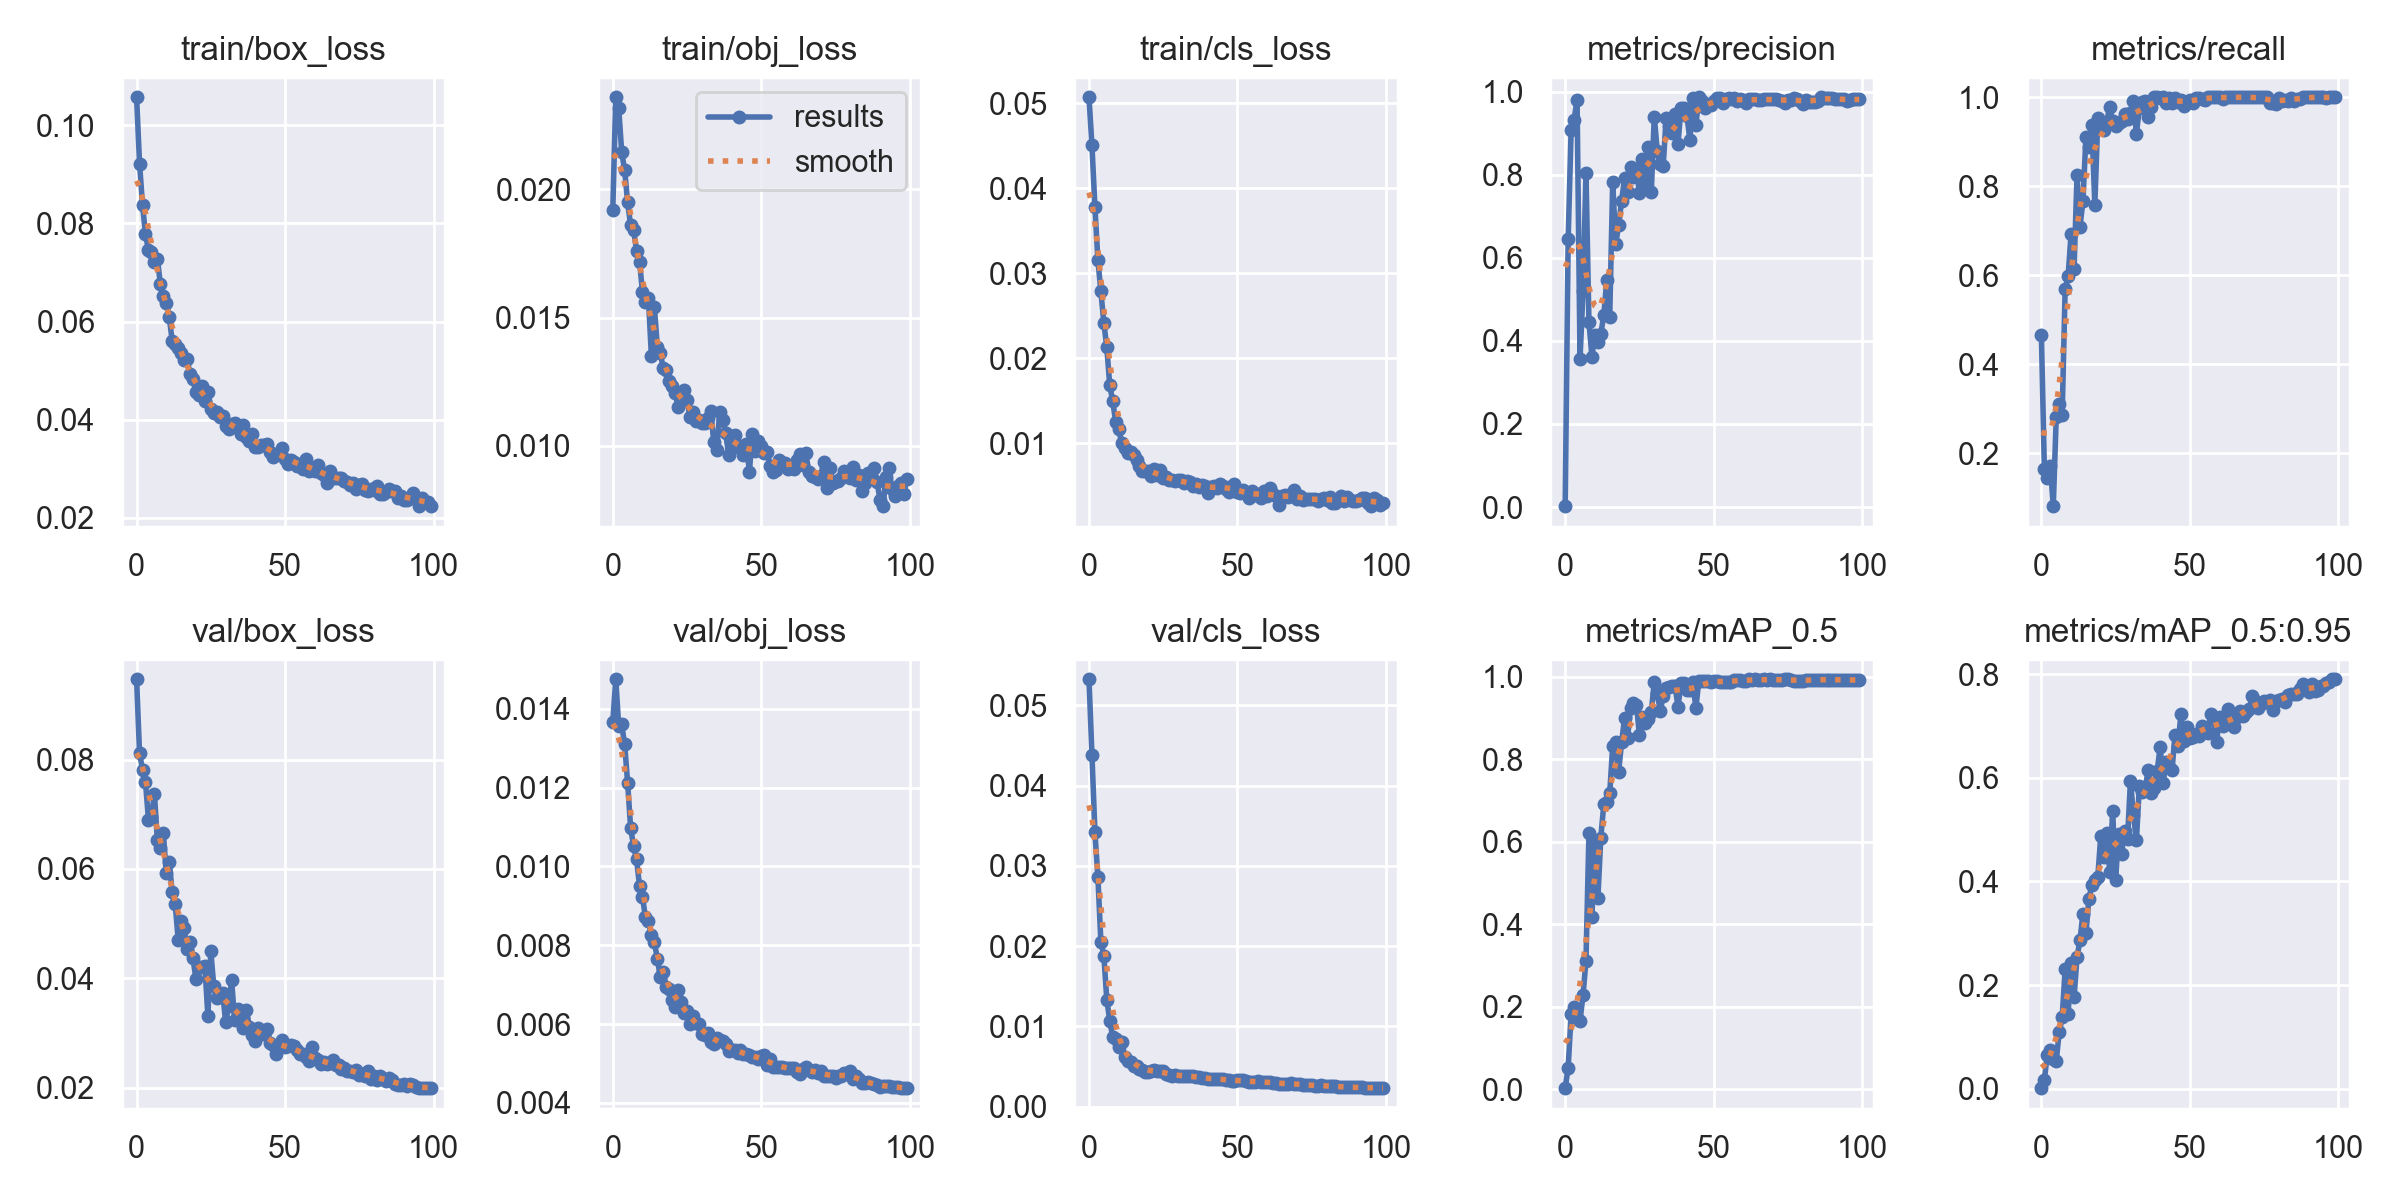 train/box_loss
0.10
0.08
0.06
0.04
0.02
0 50 100
train/obj_loss
results
smooth
0.020
0.015
0.010
0 50 100
train/cls_loss
0.05
0.04
0.03
0.02
0.01
0 50 100
metrics/precision
1.0
0.8
0.6
0.4
0.2
0.0
0 50 100
metrics/recall
1.0
0.8
0.6
0.4
0.2
0 50 100
val/box_loss
0.08
0.06
0.04
0.02
0 50 100
val/obj_loss
0.014
0.012
0.010
0.008
0.006
0.004
0 50 100
val/cls_loss
0.05
0.04
0.03
0.02
0.01
0.00
0 50 100
metrics/mAP_0.5
1.0
0.8
0.6
0.4
0.2
0.0
0 50 100
metrics/mAP_0.5:0.95
0.8
0.6
0.4
0.2
0.0
0 50 100